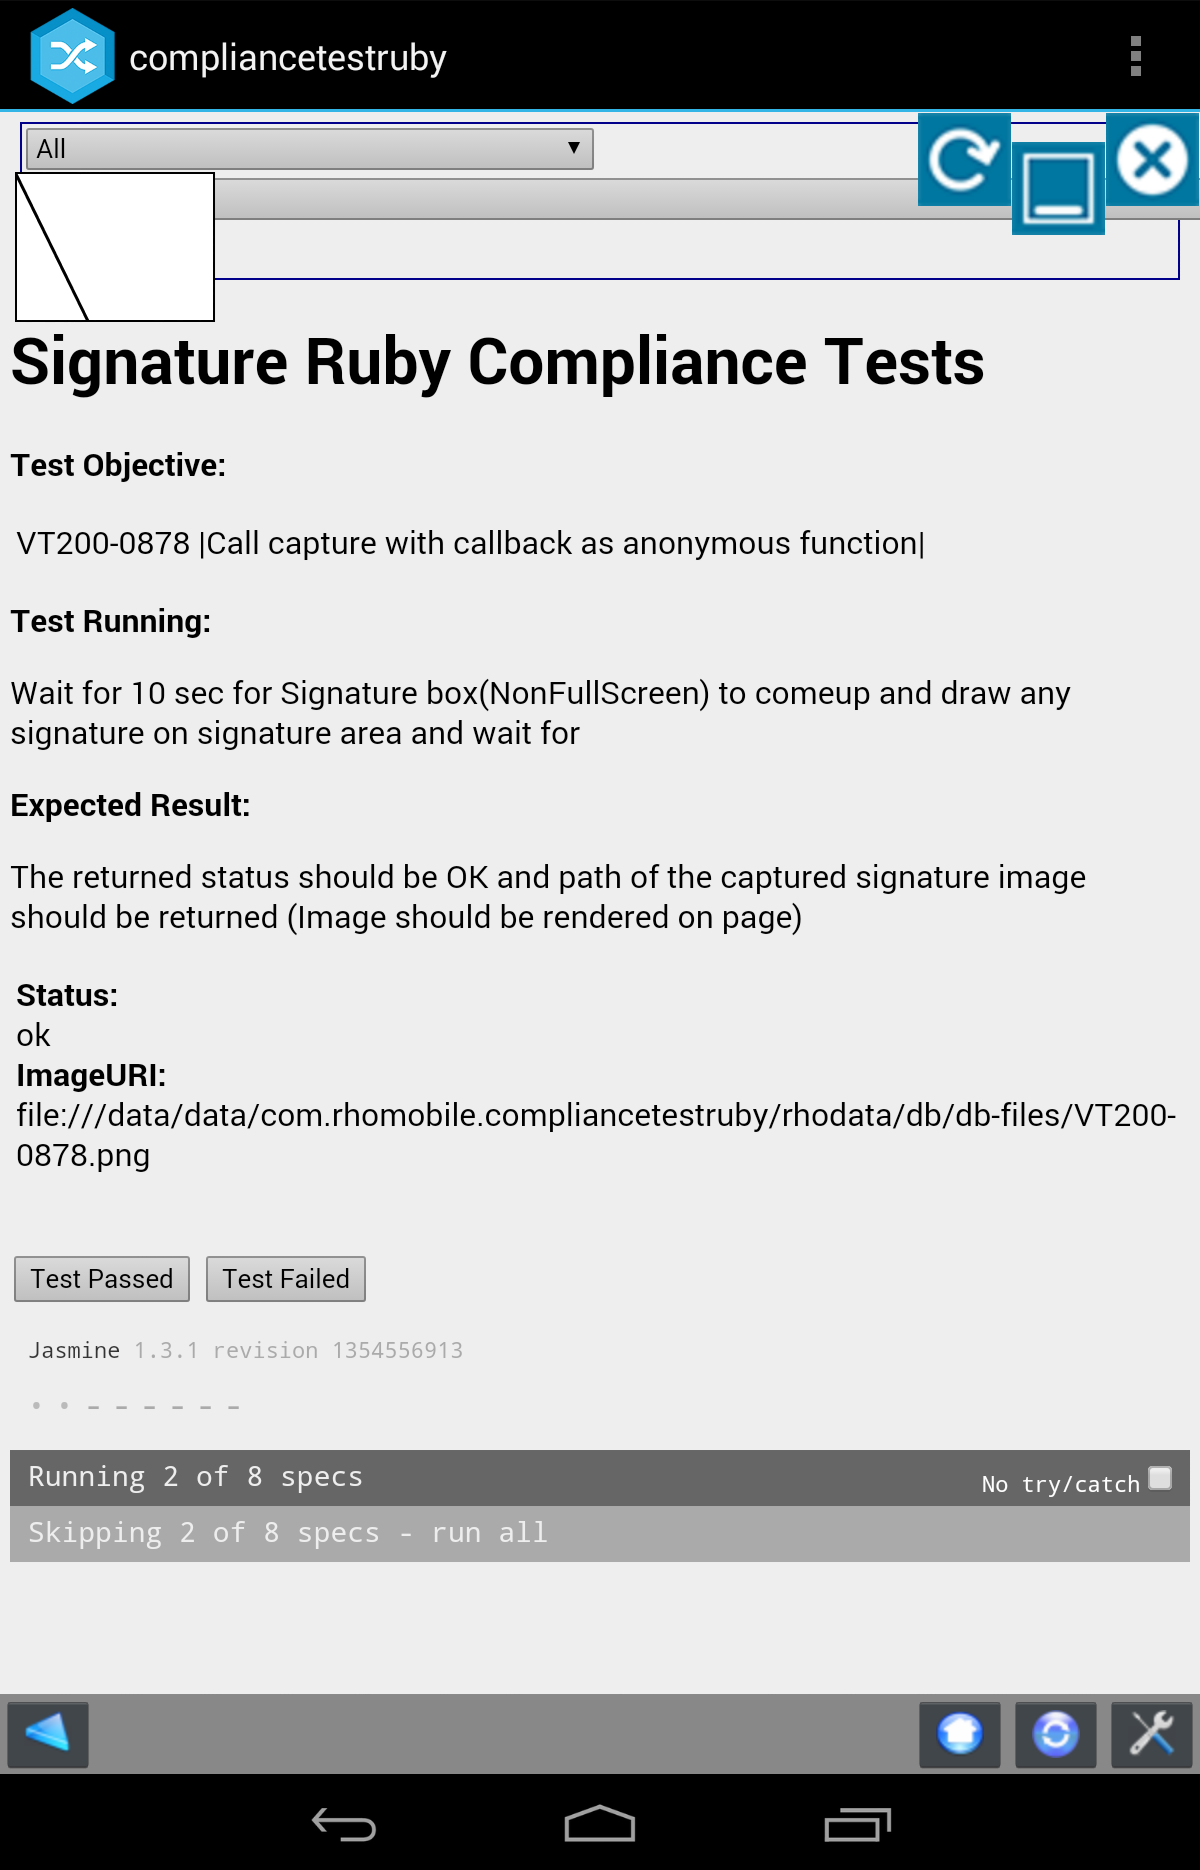 compliancetestruby
All
Signature Ruby Compliance Tests
Test Objective:
VT200-0878 |Call capture with callback as anonymous function|
Test Running:
Wait for 10 sec for Signature box(NonFullScreen) to comeup and draw any
signature on signature area and wait for
Expected Result:
The returned status should be OK and path of the captured signature image
should be returned (Image should be rendered on page)
Status:
ok
ImageURI:
file:///data/data/com.rhomobile.compliancetestruby/rhodata/db/db-files/VT200-
0878.png
Test Passed Test Failed
Jasmine 1.3.1 revision 1354556913
• • - - - - - -
Running 2 of 8 specs No try/catch
Skipping 2 of 8 specs - run all